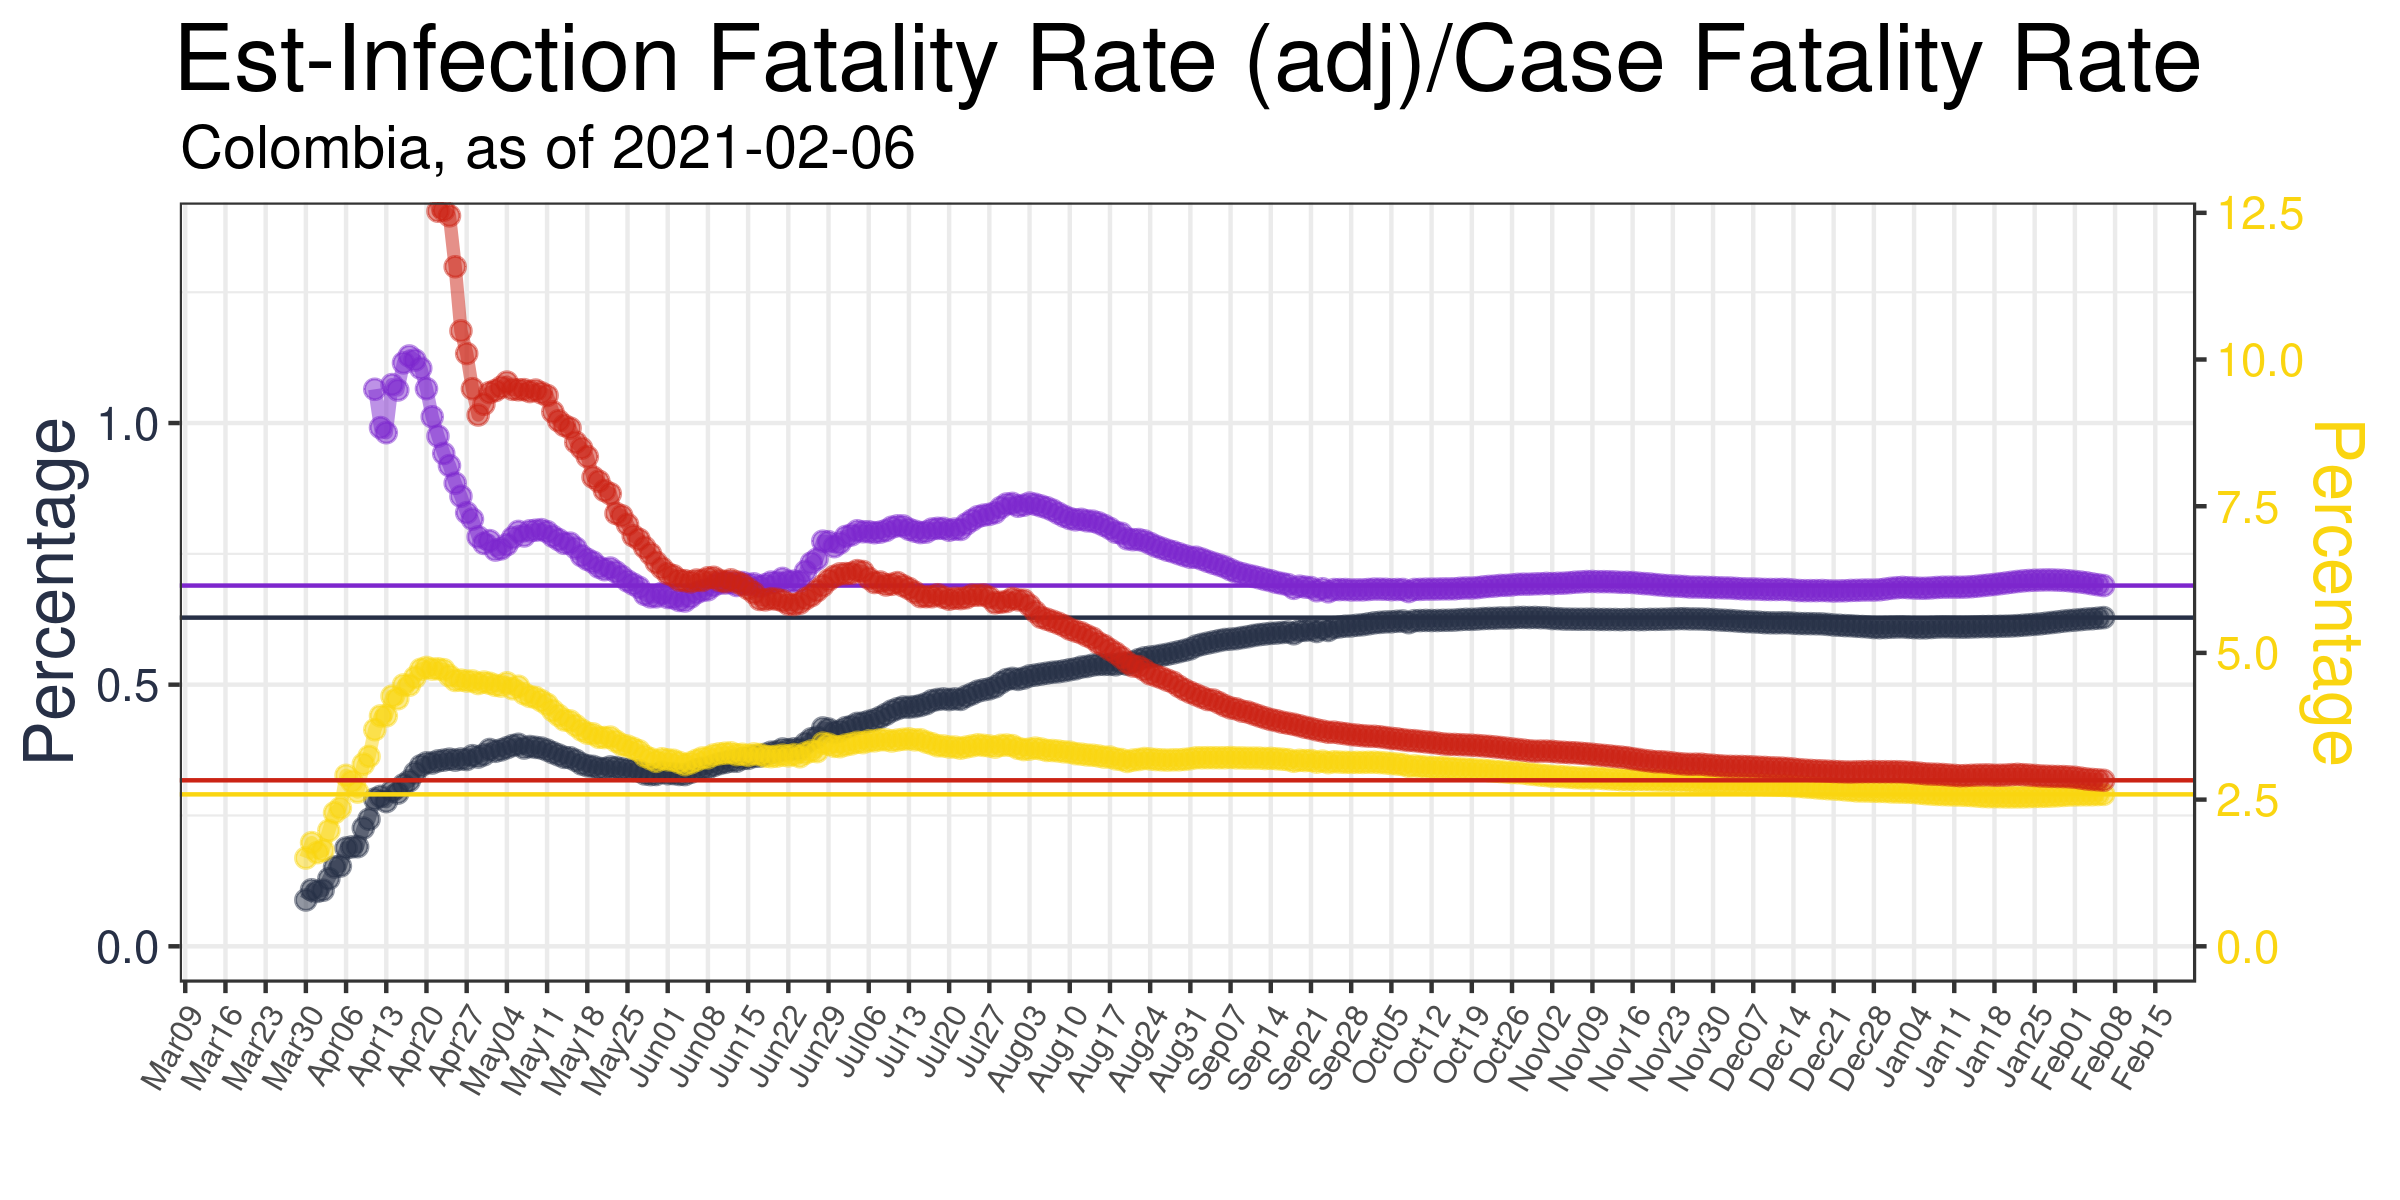 Est-Infection Fatality Rate (adj)/Case Fatality Rate
Colombia, as of 2021-02-06
Percentage
1.0
0.5
0.0
12.5
10.0
7.5
5.0
2.5
0.0
Percentage
Mar09 Mar16 Mar23 Mar30 Apr06 Apr13 Apr20 Apr27 May04 May11 May18 May25 Jun01 Jun08 Jun15 Jun22 Jun29 Jul06 Jul13 Jul20 Jul27 Aug03 Aug10 Aug17 Aug24 Aug31 Sep07 Sep14 Sep21 Sep28 Oct05 Oct12 Oct19 Oct26 Nov02 Nov09 Nov16 Nov23 Nov30 Dec07 Dec14 Dec21 Dec28 Jan04 Jan11 Jan18 Jan25 Feb01 Feb08 Feb15